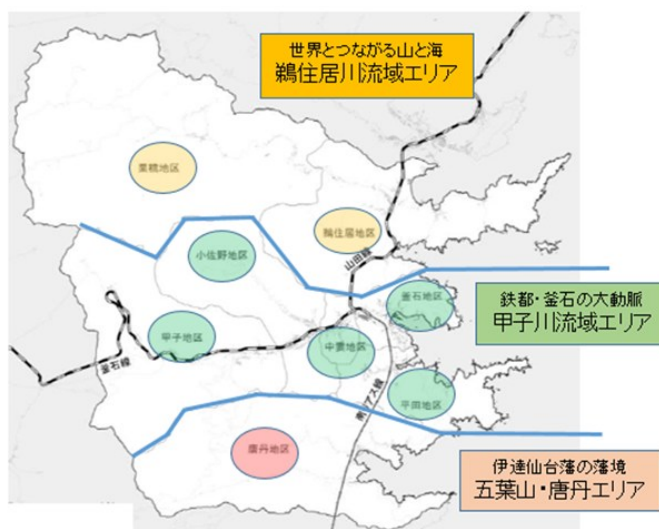 世界とつながる山と海
鵜住居川流域エリア
栗橋地区
鵜住居地区
小佐野地区
山田線
釜石地区
鉄都・釜石の大動脈
甲子川流域エリア
甲子地区
中妻地区
釜石線
平田地区
唐丹地区
伊達仙台藩の藩境
五葉山・唐丹エリア